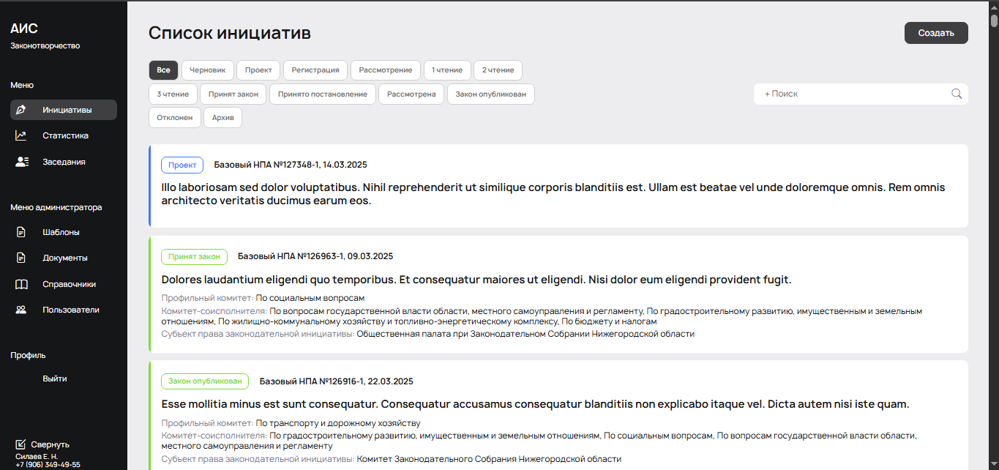 АИС
Законотворчество
Меню
Инициативы
Статистика
Заседания
Меню администратора
Шаблоны
Документы
Справочники
Пользователи
Профиль
Выйти
Свернуть
Силаев Е. Н.
+7 (906) 349-49-55
Список инициатив
Создать
Все Черновик Проект Регистрация Рассмотрение 1 чтение 2 чтение
3 чтение Принят закон Принято постановление Рассмотрена Закон опубликован
Отклонен Архив
+ Поиск
Проект Базовый НПА №127348-1, 14.03.2025
Illo laboriosam sed dolor voluptatibus. Nihil reprehenderit ut similique corporis blanditiis est. Ullam est beatae vel unde doloremque omnis. Rem omnis
architecto veritatis ducimus earum eos.
Принят закон Базовый НПА №126963-1, 09.03.2025
Dolores laudantium eligendi quo temporibus. Et consequatur maiores ut eligendi. Nisi dolor eum eligendi provident fugit.
Профильный комитет: По социальным вопросам
Комитет-соисполнителя: По вопросам государственной власти области, местного самоуправления и регламенту, По градостроительному развитию, имущественным и земельным
отношениям, По жилищно-коммунальному хозяйству и топливно-энергетическому комплексу, По бюджету и налогам
Субъект права законодательной инициативы: Общественная палата при Законодательном Собрании Нижегородской области
Закон опубликован Базовый НПА №126916-1, 22.03.2025
Esse mollitia minus est sunt consequatur. Consequatur accusamus consequatur blanditiis non explicabo itaque vel. Dicta autem nisi iste quam.
Профильный комитет: По транспорту и дорожному хозяйству
Комитет-соисполнителя: По градостроительному развитию, имущественным и земельным отношениям, По социальным вопросам, По вопросам государственной власти области,
местного самоуправления и регламенту
Субъект права законодательной инициативы: Комитет Законодательного Собрания Нижегородской области